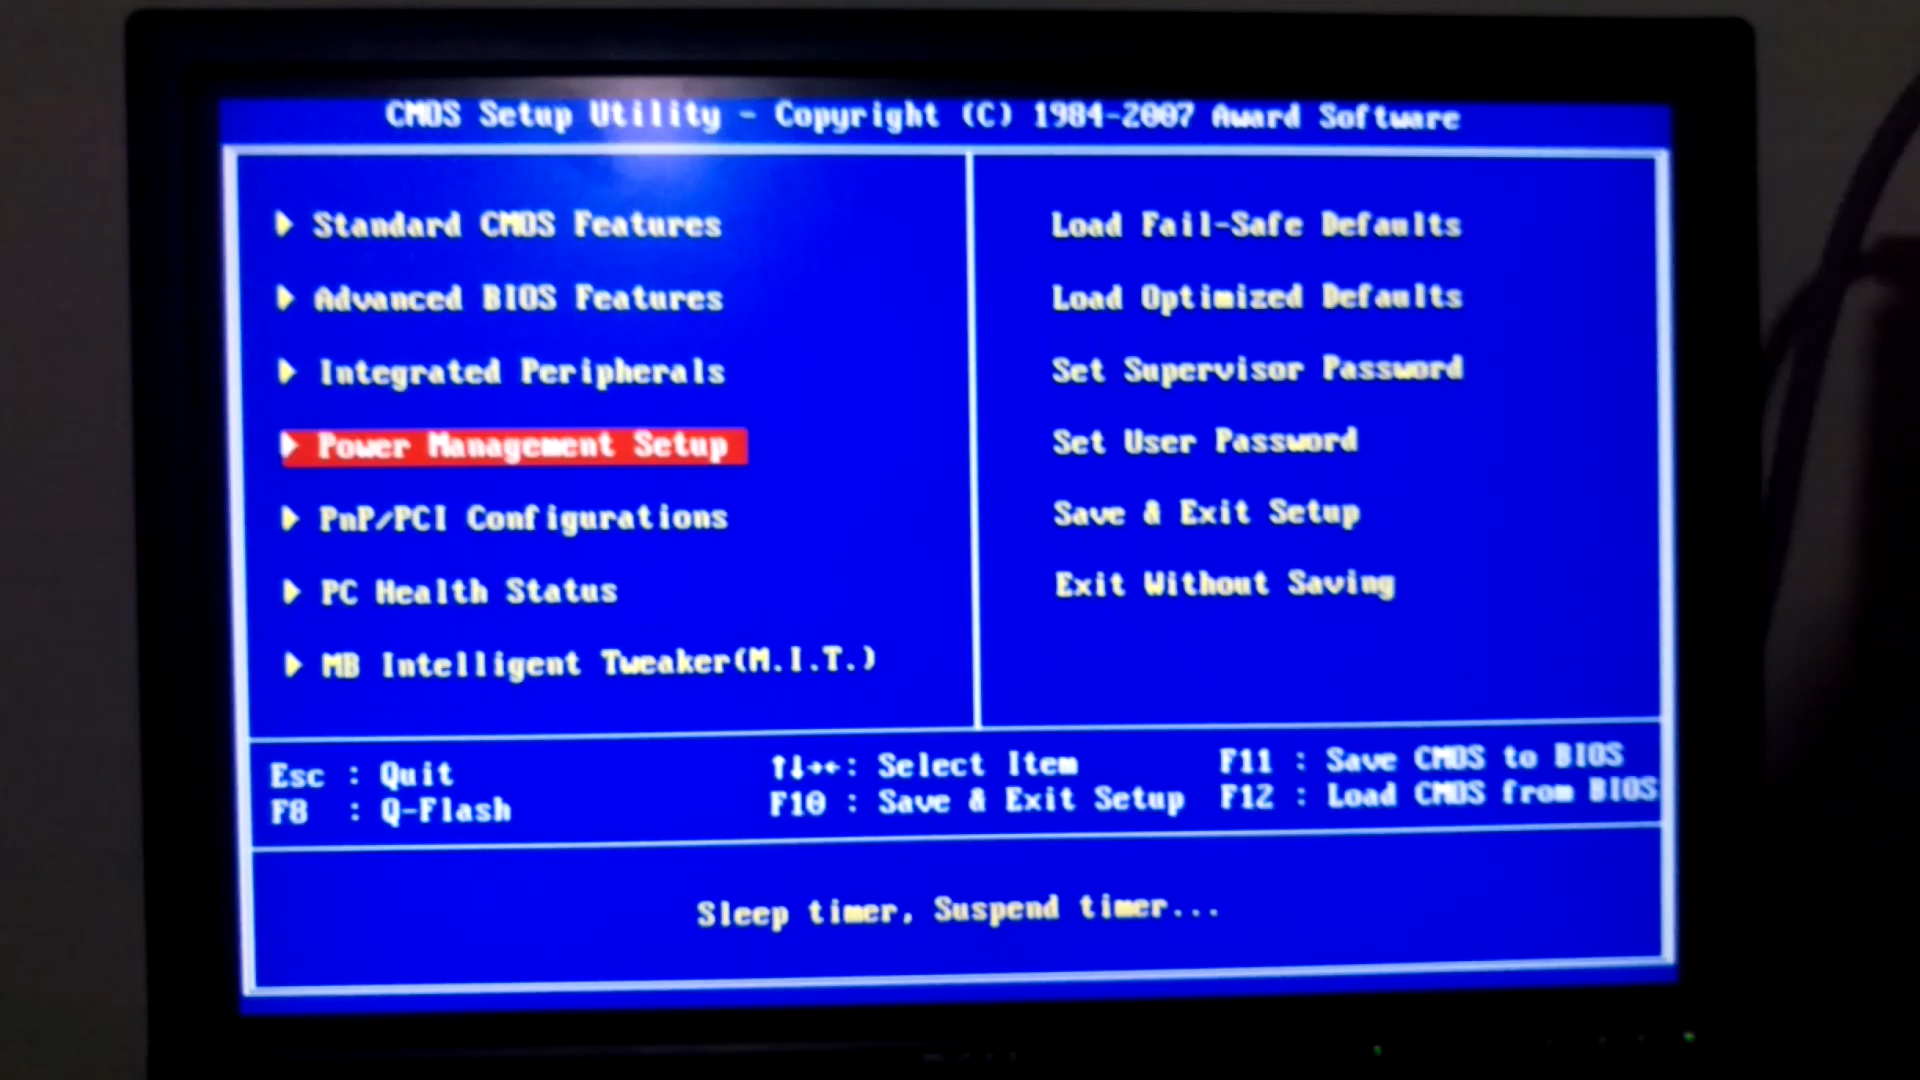 CMOS Setup Utility - Copyright (C) 1984-2007 Award Software
Standard CMOS Features
Advanced BIOS Features
Integrated Peripherals
Power Management Setup
PnP/PCI Configurations
PC Health Status
MB Intelligent Tweaker(M.I.T.)
Load Fail-Safe Defaults
Load Optimized Defaults
Set Supervisor Password
Set User Password
Save & Exit Setup
Exit Without Saving
Esc : Quit
F8 : Q-Flash
↑↓→←: Select Item
F10 : Save & Exit Setup
F11 : Save CMOS to BIOS
F12 : Load CMOS from BIOS
Sleep timer, Suspend timer...